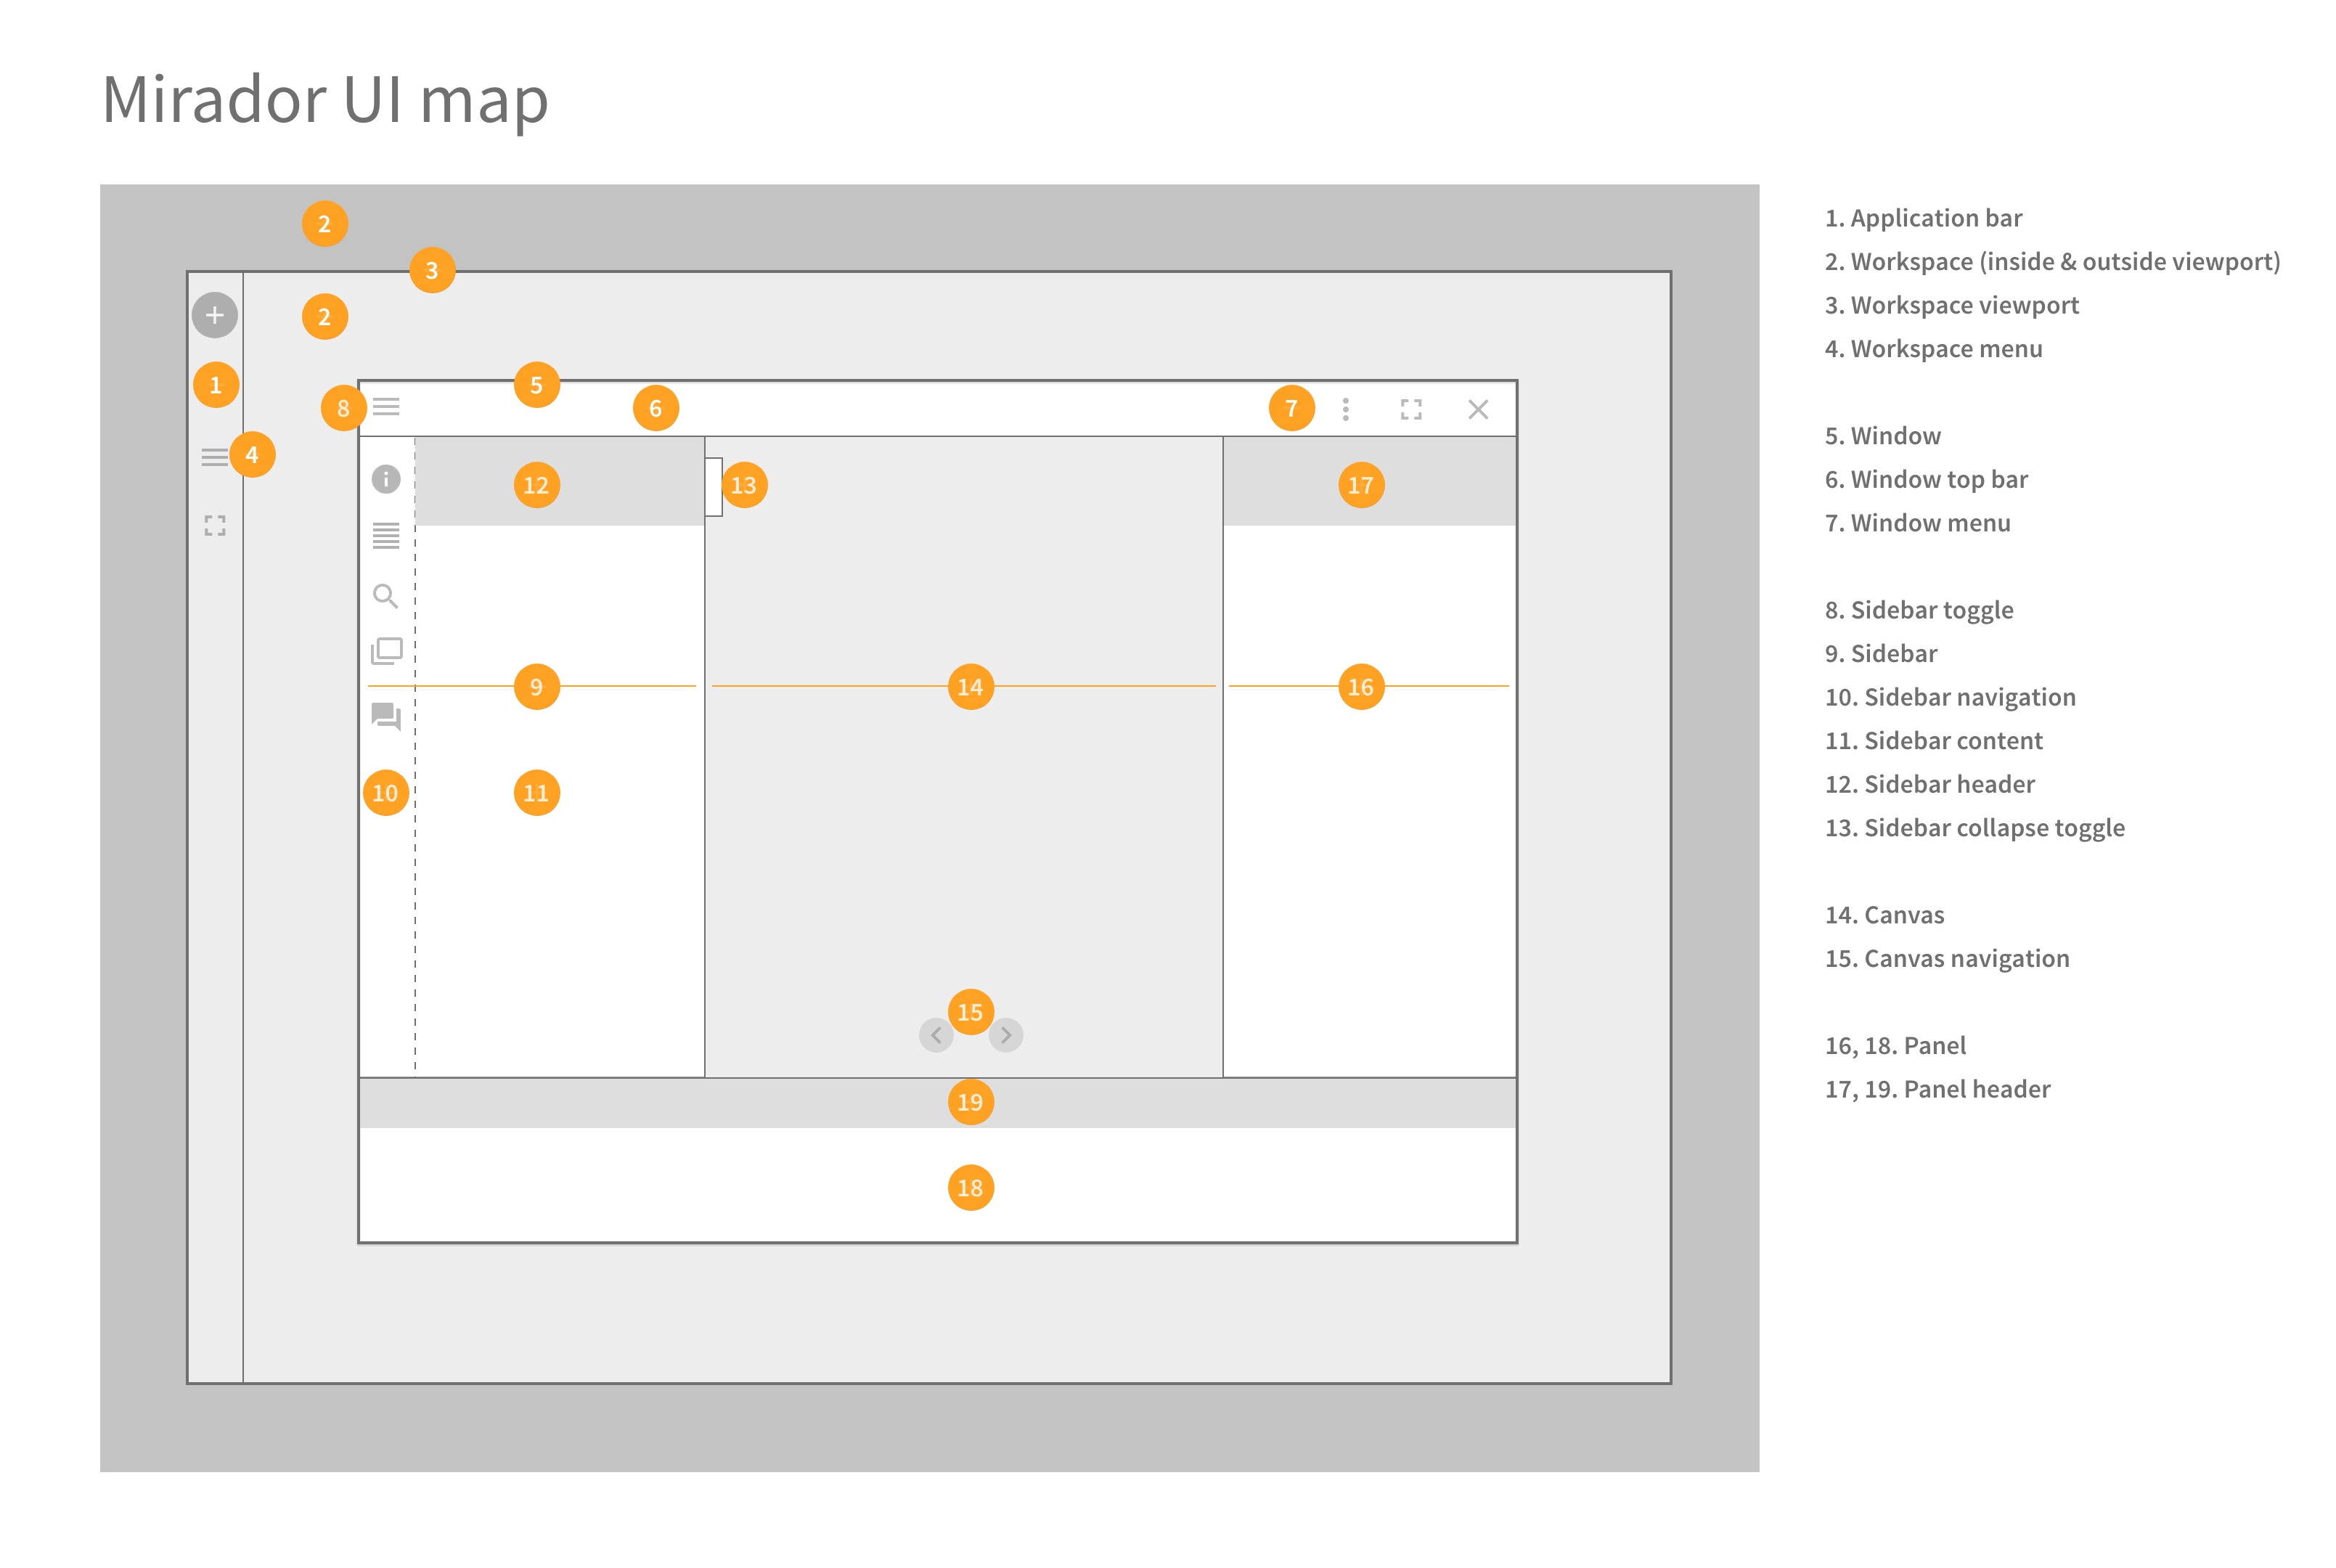 Mirador UI map
2
3
2
1
8
5
6
7
4
12
13
17
9
14
16
10
11
15
19
18
1. Application bar
2. Workspace (inside & outside viewport)
3. Workspace viewport
4. Workspace menu
5. Window
6. Window top bar
7. Window menu
8. Sidebar toggle
9. Sidebar
10. Sidebar navigation
11. Sidebar content
12. Sidebar header
13. Sidebar collapse toggle
14. Canvas
15. Canvas navigation
16, 18. Panel
17, 19. Panel header